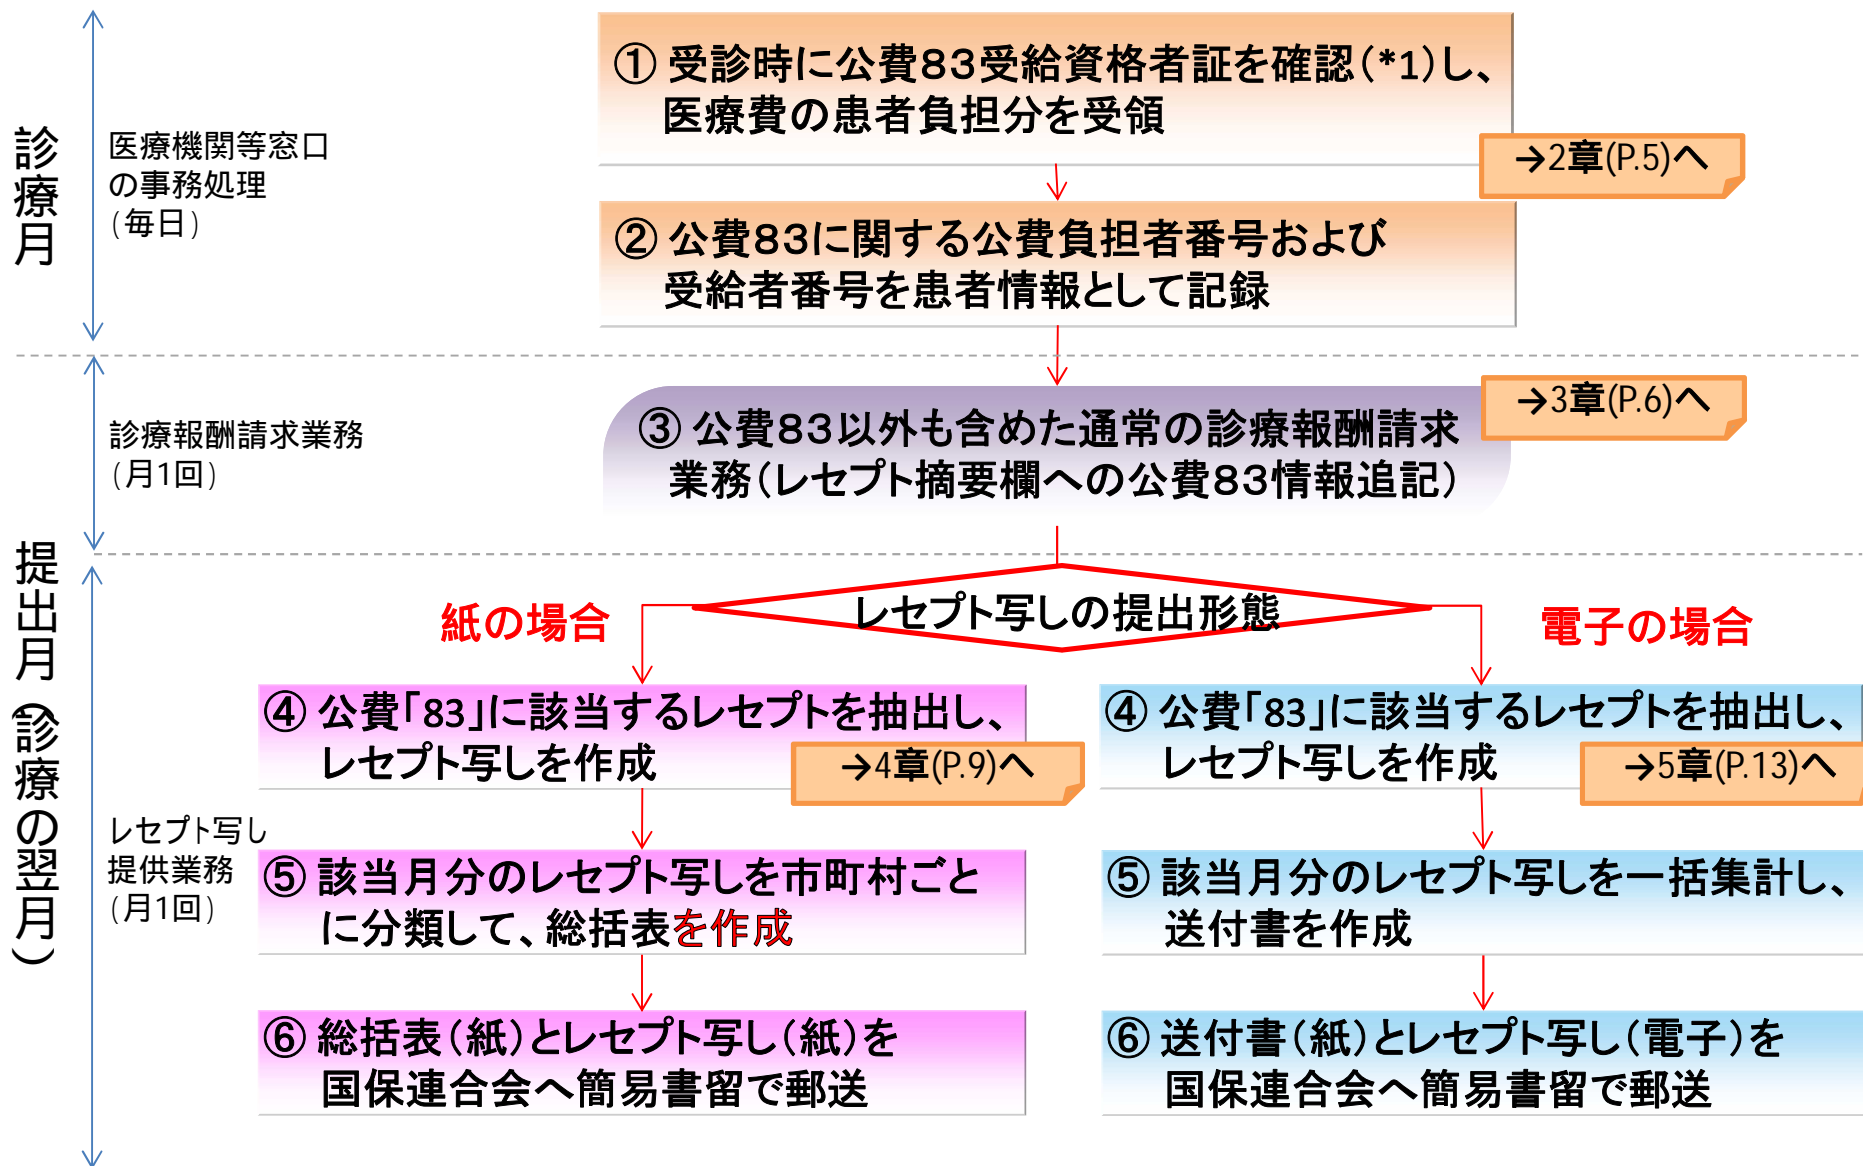 診療月
医療機関等窓口
の事務処理
(毎日)
① 受診時に公費83受給資格者証を確認(*1)し、
医療費の患者負担分を受領
→2章(P.5)へ
② 公費83に関する公費負担者番号および
受給者番号を患者情報として記録
提出月(診療の翌月)
診療報酬請求業務
(月1回)
③ 公費83以外も含めた通常の診療報酬請求
業務(レセプト摘要欄への公費83情報追記)
→3章(P.6)へ
レセプト写しの提出形態
紙の場合
電子の場合
レセプト写し
提供業務
(月1回)
④ 公費「83」に該当するレセプトを抽出し、
レセプト写しを作成
→4章(P.9)へ
⑤ 該当月分のレセプト写しを市町村ごと
に分類して、総括表を作成
⑥ 総括表(紙)とレセプト写し(紙)を
国保連合会へ簡易書留で郵送
④ 公費「83」に該当するレセプトを抽出し、
レセプト写しを作成
→5章(P.13)へ
⑤ 該当月分のレセプト写しを一括集計し、
送付書を作成
⑥ 送付書(紙)とレセプト写し(電子)を
国保連合会へ簡易書留で郵送